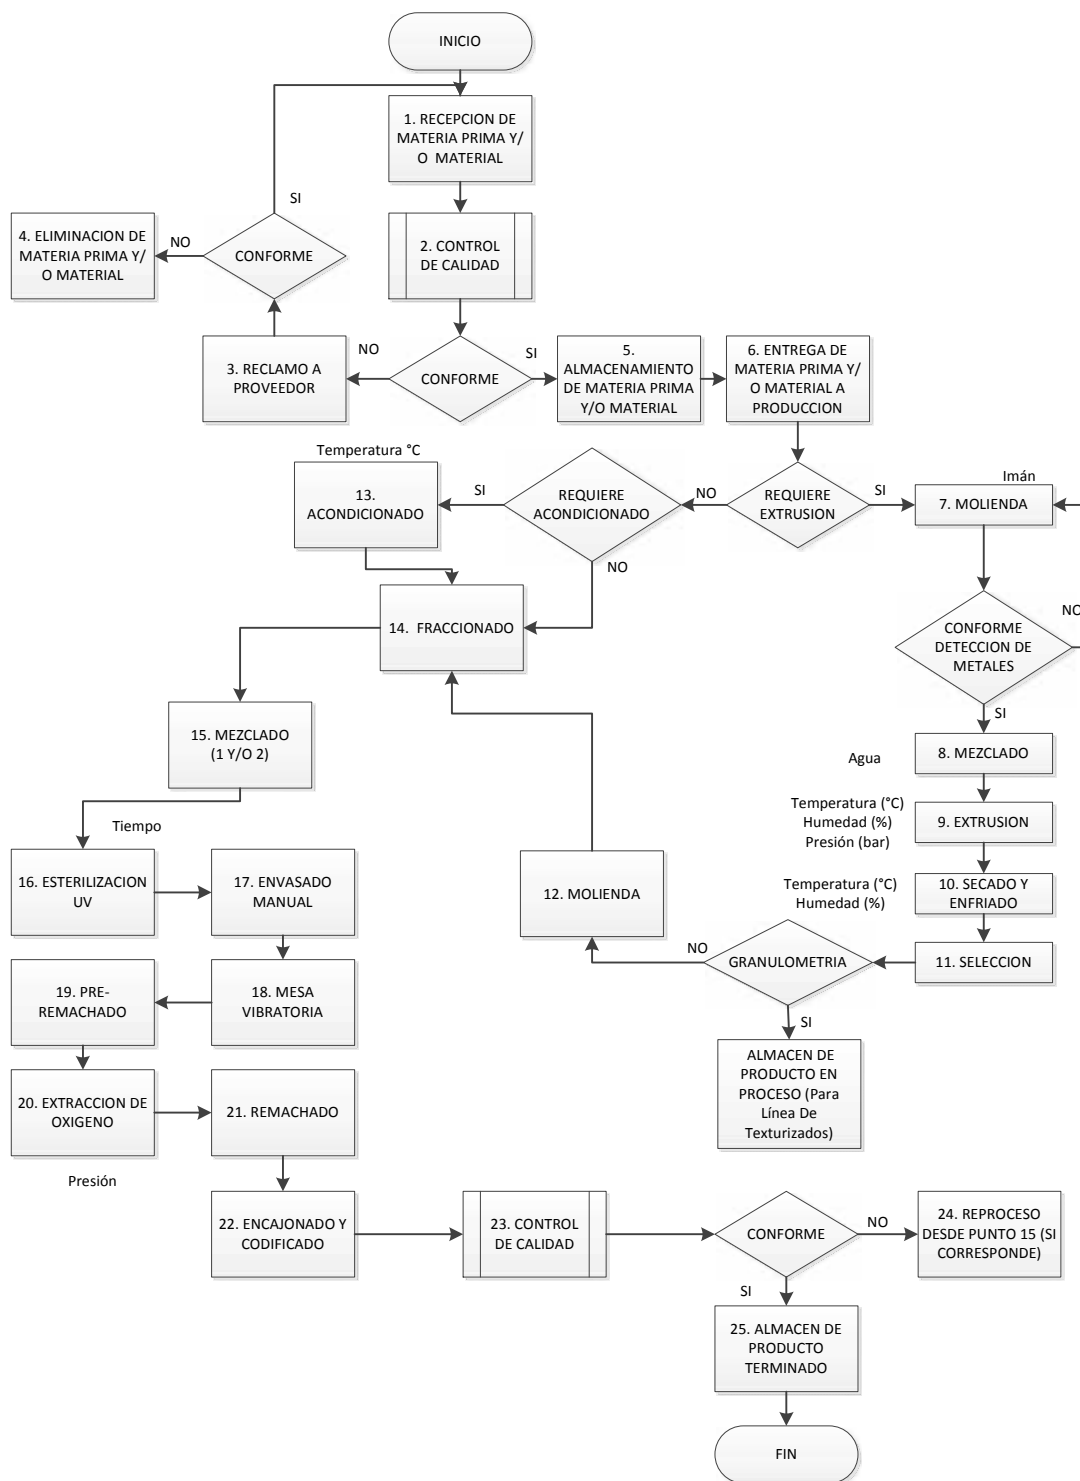 INICIO
1. RECEPCION DE
MATERIA PRIMA Y/
O MATERIAL
SI
4. ELIMINACION DE
MATERIA PRIMA Y/
O MATERIAL
NO
CONFORME
2. CONTROL
DE CALIDAD
3. RECLAMO A
PROVEEDOR
NO
CONFORME
SI
5.
ALMACENAMIENTO
DE MATERIA PRIMA
Y/O MATERIAL
6. ENTREGA DE
MATERIA PRIMA Y/
O MATERIAL A
PRODUCCION
Temperatura °C
13.
ACONDICIONADO
SI
REQUIERE
ACONDICIONADO
NO
REQUIERE
EXTRUSION
SI
Imán
7. MOLIENDA
NO
14. FRACCIONADO
CONFORME
DETECCION DE
METALES
NO
SI
15. MEZCLADO
(1 Y/O 2)
Agua
8. MEZCLADO
Temperatura (°C)
Humedad (%)
Presión (bar)
9. EXTRUSION
Tiempo
16. ESTERILIZACION
UV
17. ENVASADO
MANUAL
12. MOLIENDA
Temperatura (°C)
Humedad (%)
10. SECADO Y
ENFRIADO
NO
GRANULOMETRIA
11. SELECCION
19. PRE-
REMACHADO
18. MESA
VIBRATORIA
SI
ALMACEN DE
PRODUCTO EN
PROCESO (Para
Línea De
Texturizados)
20. EXTRACCION DE
OXIGENO
21. REMACHADO
Presión
22. ENCAJONADO Y
CODIFICADO
23. CONTROL
DE CALIDAD
CONFORME
NO
24. REPROCESO
DESDE PUNTO 15 (SI
CORRESPONDE)
SI
25. ALMACEN DE
PRODUCTO
TERMINADO
FIN